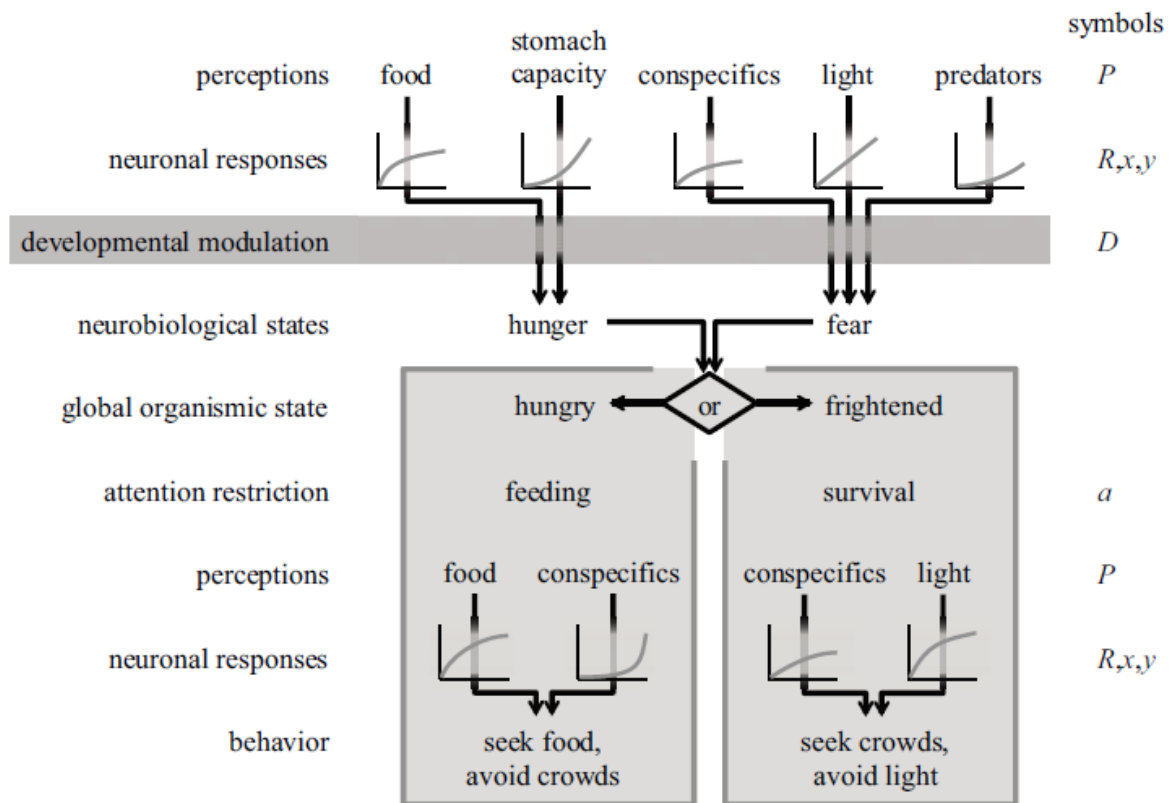 symbols
perceptions food stomach capacity conspecifics light predators P
neuronal responses R,x,y
developmental modulation D
neurobiological states hunger fear
global organismic state hungry or frightened
attention restriction feeding survival a
perceptions food conspecifics conspecifics light P
neuronal responses R,x,y
behavior seek food, seek crowds,
avoid crowds avoid light